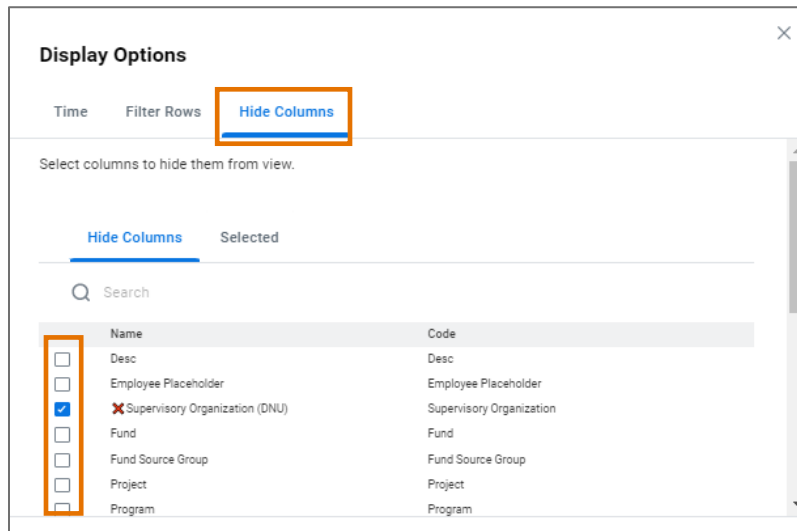 Display Options
Time Filter Rows Hide Columns
Select columns to hide them from view.
Hide Columns Selected
Search
Name Code
Desc Desc
Employee Placeholder Employee Placeholder
Supervisory Organization (DNU) Supervisory Organization
Fund Fund
Fund Source Group Fund Source Group
Project Project
Program Program